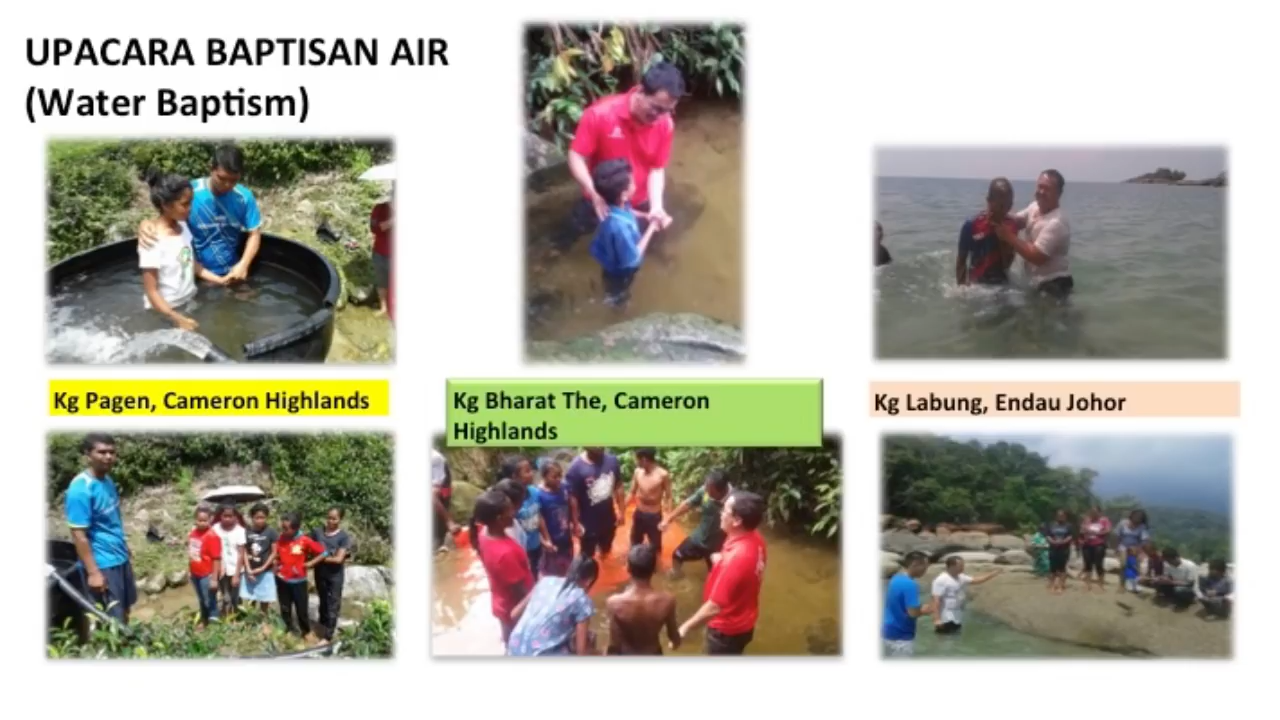 UPACARA BAPTISAN AIR
(Water Baptism)
Kg Pagen, Cameron Highlands
Kg Bharat The, Cameron
Highlands
Kg Labung, Endau Johor